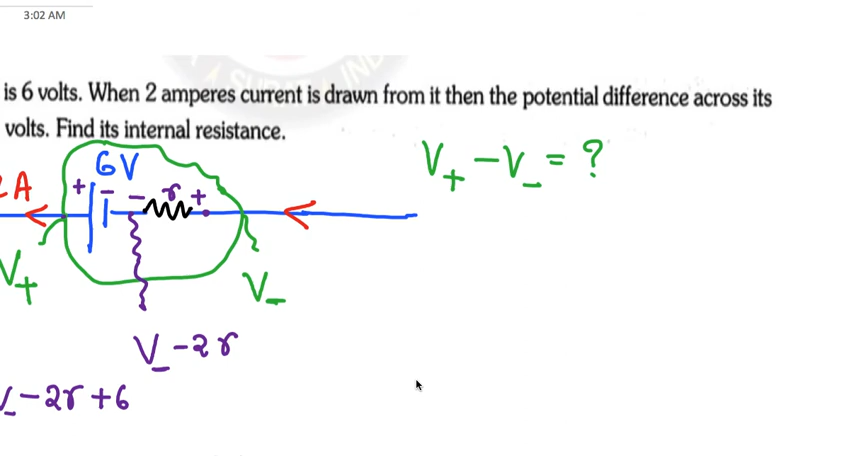 3:02 AM
is 6 volts. When 2 amperes current is drawn from it then the potential difference across its
volts. Find its internal resistance.
V+ - V- = ?
6V
2A
+ - - r +
V+
V-
V- - 2r
V- - 2r + 6